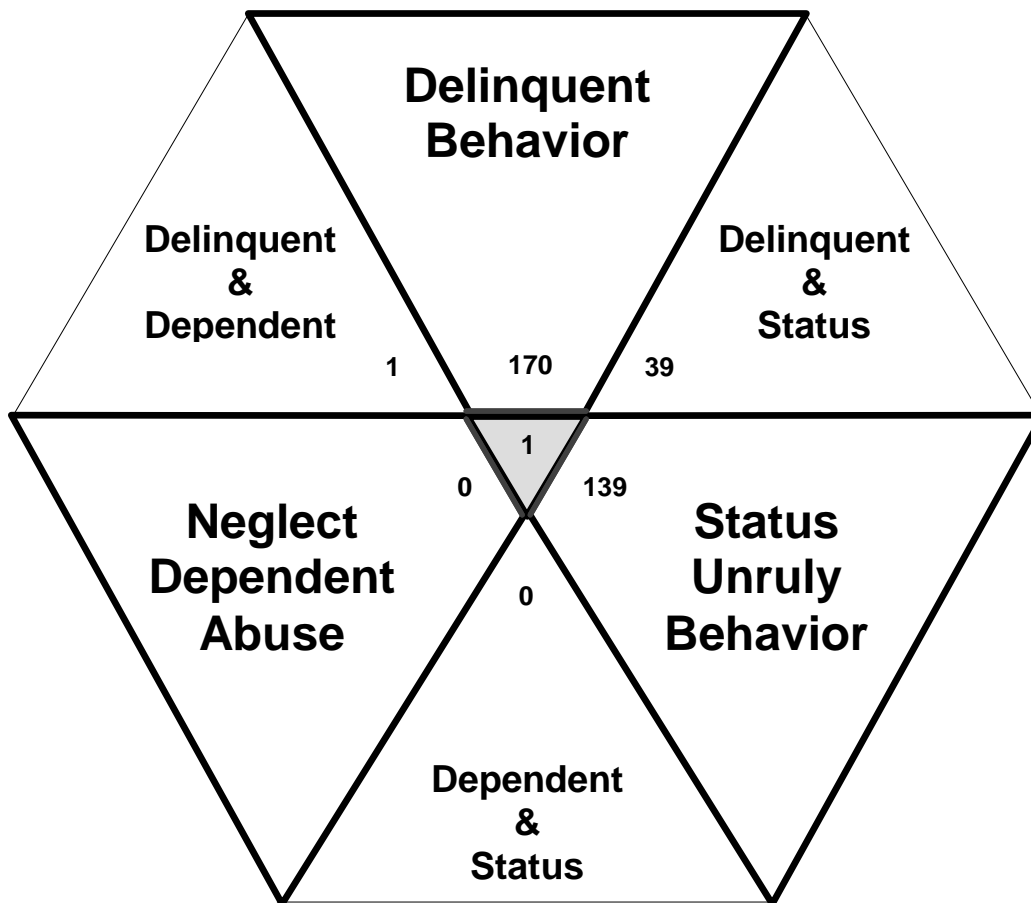 Delinquent
Behavior
Delinquent
&
Dependent
Delinquent
&
Status
1
170
39
1
0
139
Neglect
Dependent
Abuse
Status
Unruly
Behavior
0
Dependent
&
Status